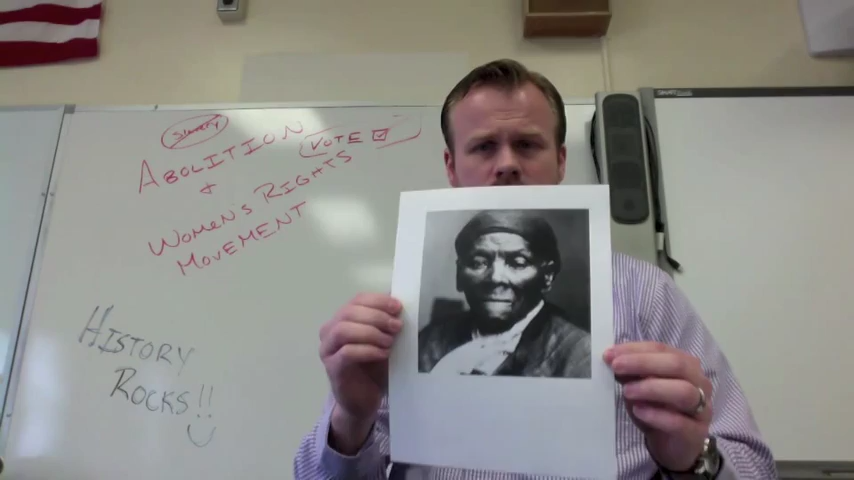 SLAVERY
ABOLITION
VOTE
+
WOMEN'S RIGHTS
MOVEMENT
HISTORY
ROCKS!!